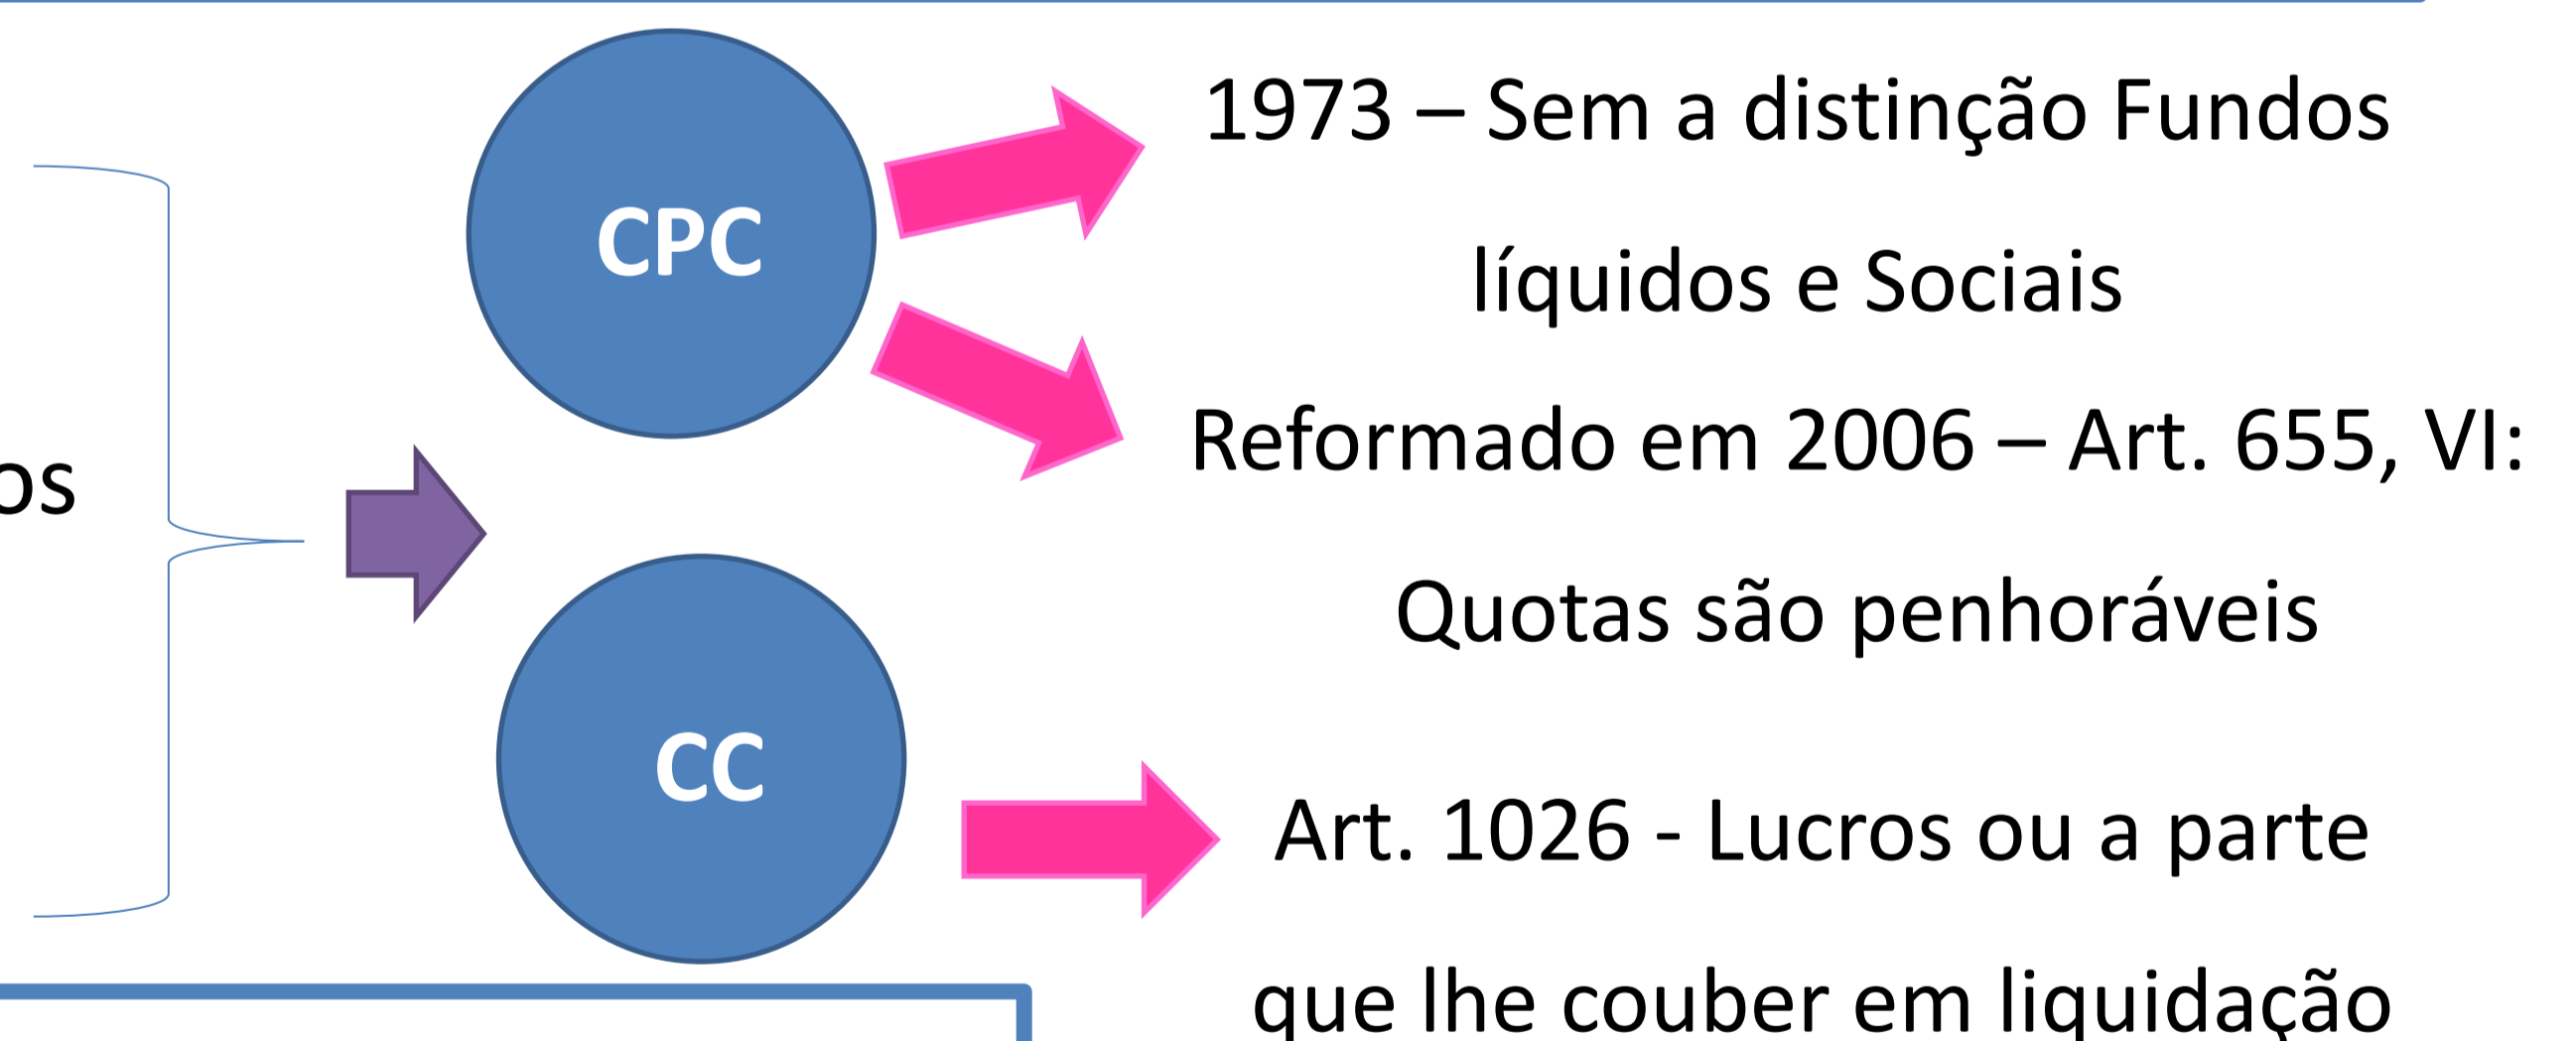 CPC
1973 – Sem a distinção Fundos
líquidos e Sociais
Reformado em 2006 – Art. 655, VI:
Quotas são penhoráveis
CC
Art. 1026 - Lucros ou a parte
que lhe couber em liquidação